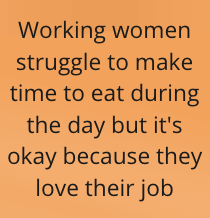 Working women
struggle to make
time to eat during
the day but it's
okay because they
love their job